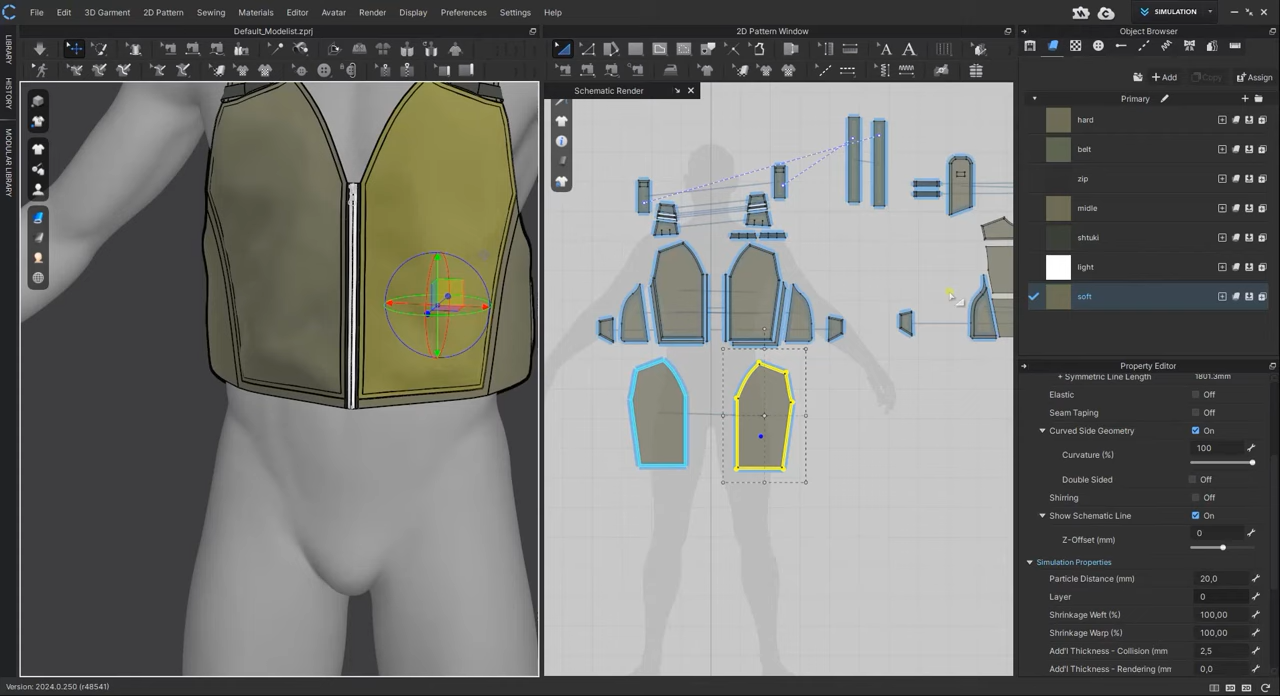 File Edit 3D Garment 2D Pattern Sewing Materials Editor Avatar Render Display Preferences Settings Help
SIMULATION
Default_Modelist.zprj
2D Pattern Window
Object Browser
LIBRARY
HISTORY
MODULAR LIBRARY
Schematic Render
Add Copy Assign
Primary
hard
belt
zip
midle
shtuki
light
soft
Property Editor
Symmetric Line Length 1801.3mm
Elastic Off
Seam Taping Off
Curved Side Geometry On
Curvature (%) 100
Double Sided Off
Shirring Off
Show Schematic Line On
Z-Offset (mm) 0
Simulation Properties
Particle Distance (mm) 20,0
Layer 0
Shrinkage Weft (%) 100,00
Shrinkage Warp (%) 100,00
Add'l Thickness - Collision (mm 2,5
Add'l Thickness - Rendering (mm 0,0
Version: 2024.0.250 (r48541)
3D 2D